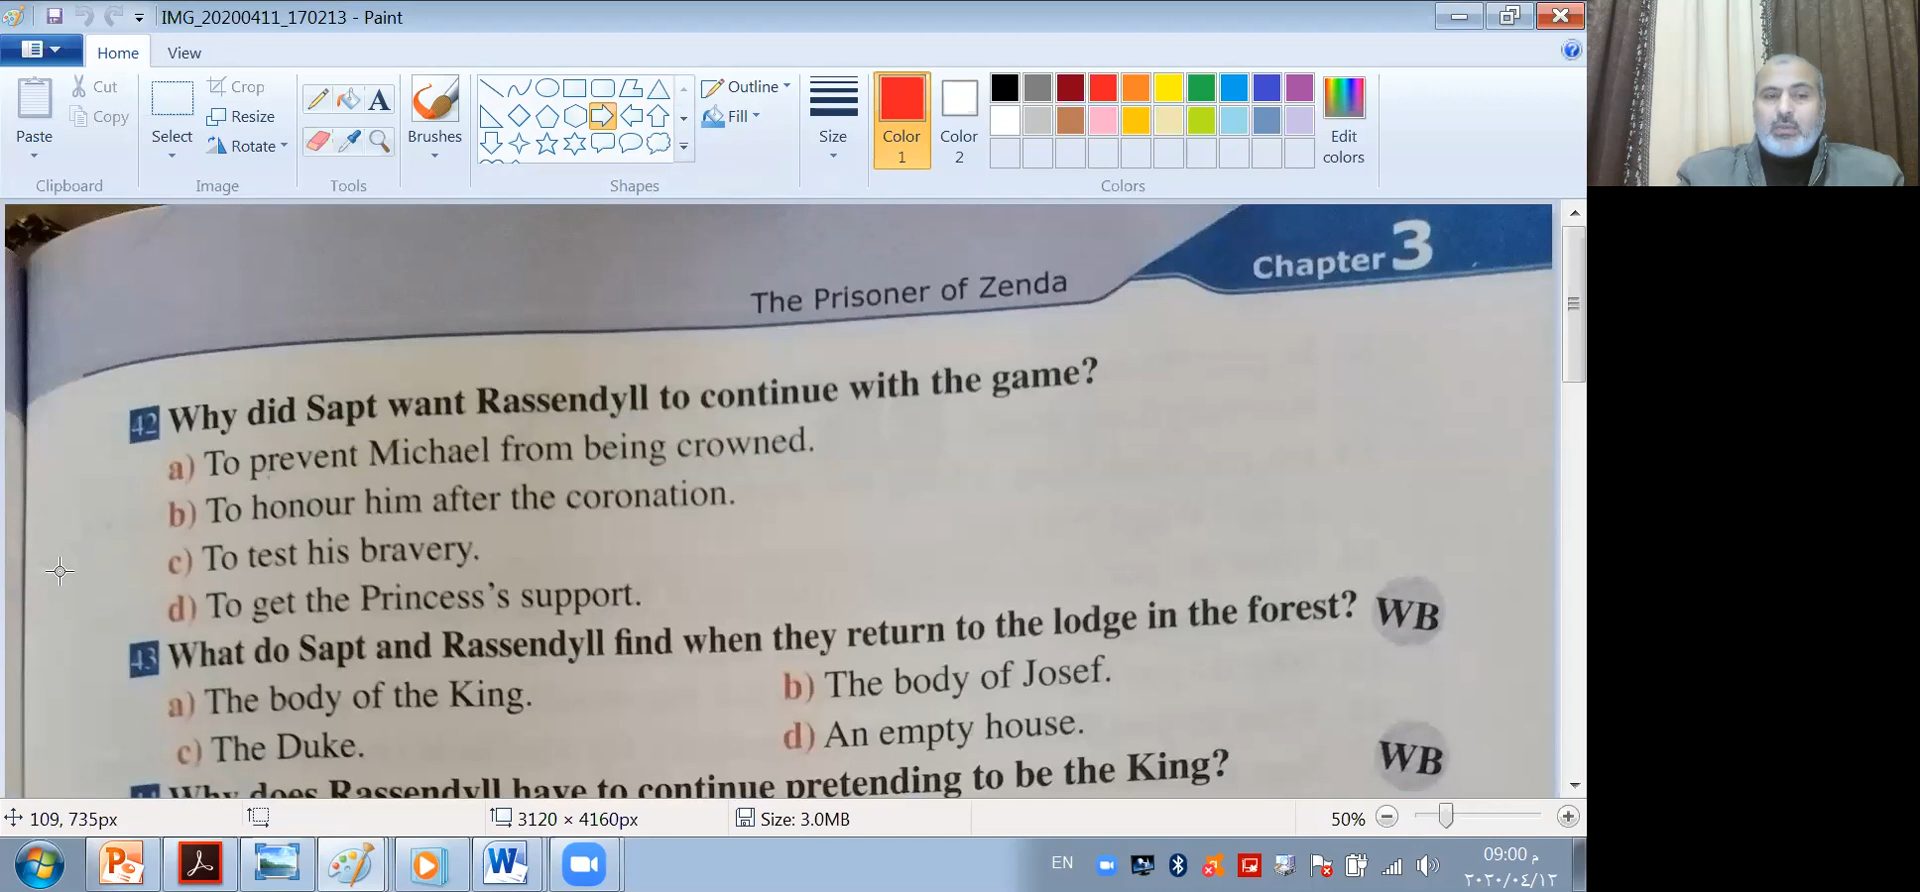 IMG_20200411_170213 - Paint
Home View
Paste
Cut
Copy
Clipboard
Select
Crop
Resize
Rotate
Image
A
Tools
Brushes
Shapes
Outline
Fill
Size
Color 1
Color 2
Edit colors
Colors
The Prisoner of Zenda
Chapter 3
42 Why did Sapt want Rassendyll to continue with the game?
a) To prevent Michael from being crowned.
b) To honour him after the coronation.
c) To test his bravery.
d) To get the Princess's support.
43 What do Sapt and Rassendyll find when they return to the lodge in the forest? WB
a) The body of the King. b) The body of Josef.
c) The Duke. d) An empty house.
Why does Rassendyll have to continue pretending to be the King? WB
109, 735px
3120 × 4160px
Size: 3.0MB
50%
EN
09:00 م
٢٠٢٠/٠٤/١٢